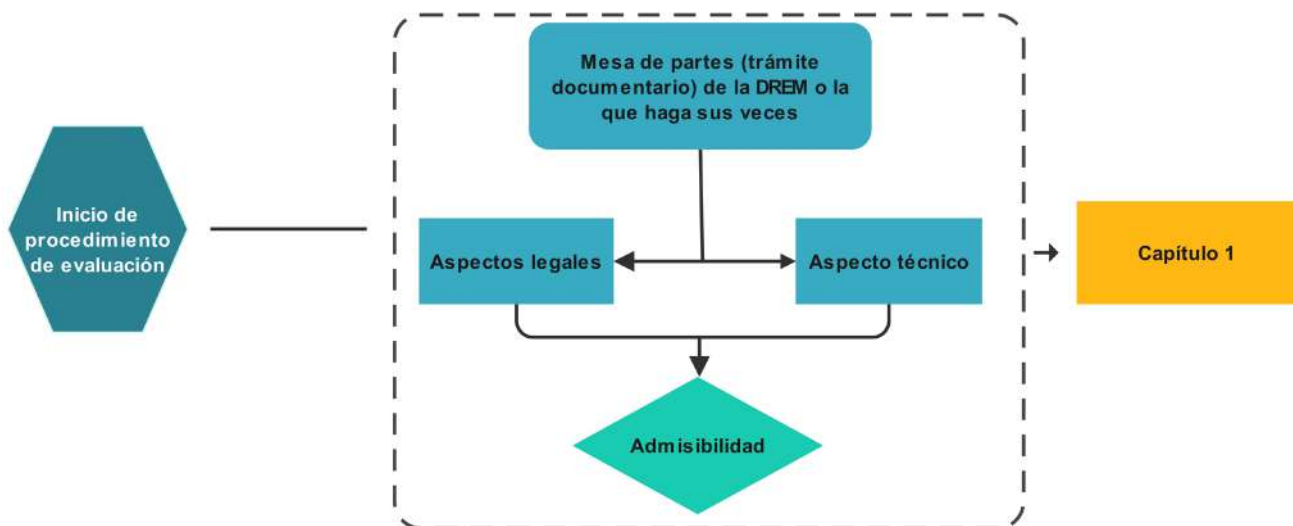 Mesa de partes (trámite
documentario) de la DREM o la
que haga sus veces
Inicio de
procedimiento
de evaluación
Aspectos legales
Aspecto técnico
Capítulo 1
Admisibilidad